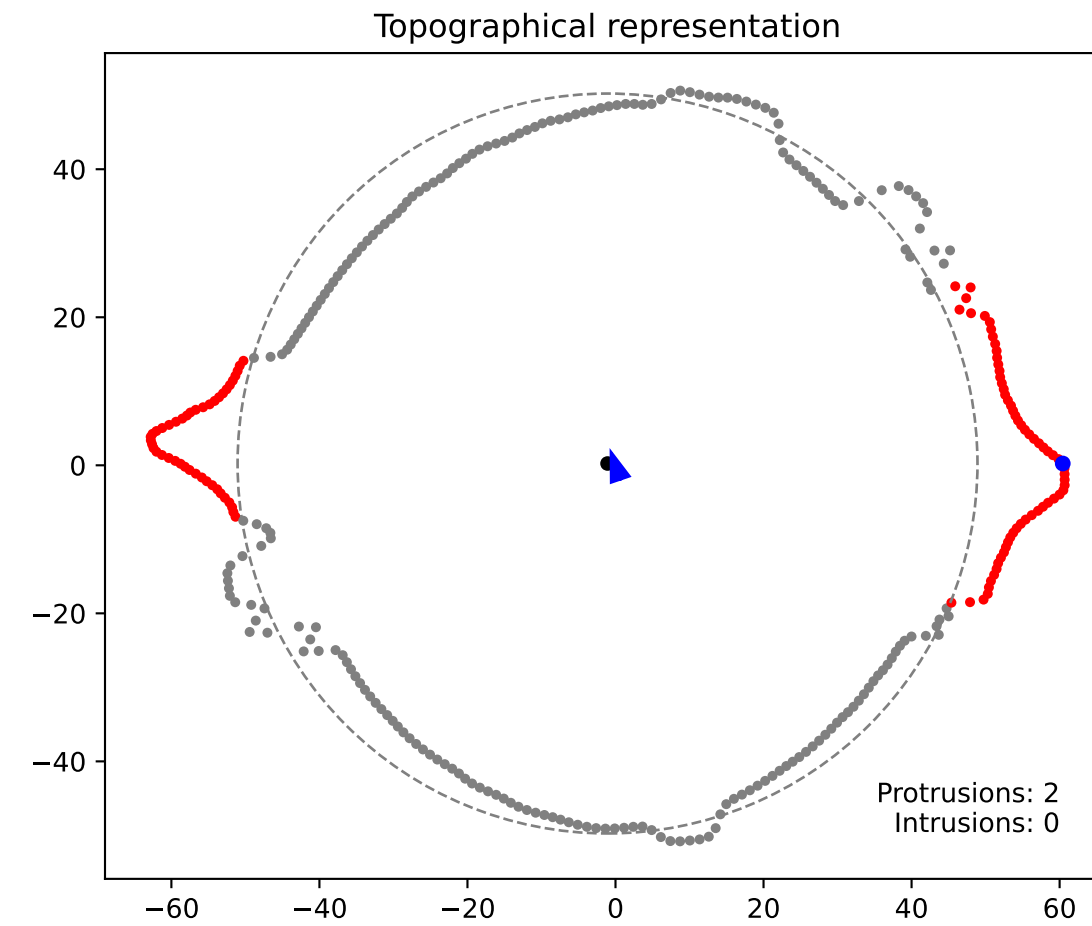 Topographical representation
40
20
0
−20
−40
Protrusions: 2
Intrusions: 0
−60 −40 −20 0 20 40 60